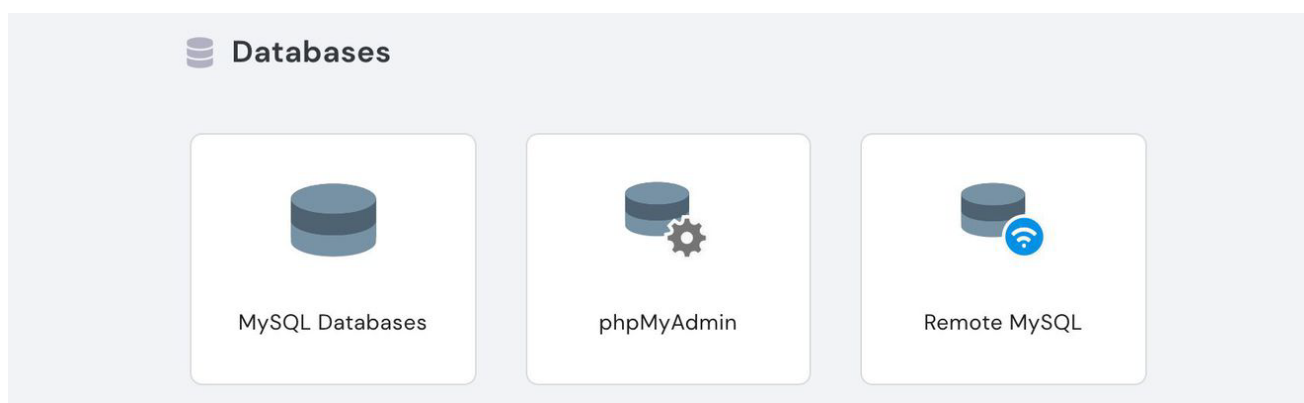 Databases
MySQL Databases
phpMyAdmin
Remote MySQL